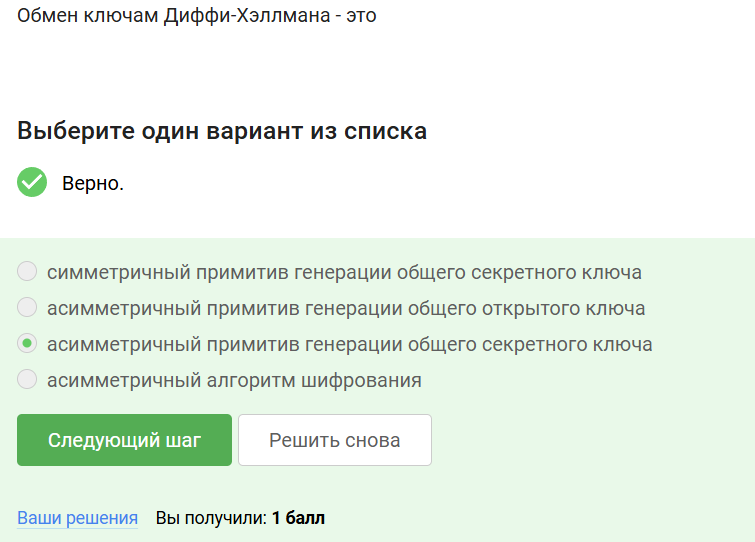 Обмен ключам Диффи-Хэллмана - это
Выберите один вариант из списка
Верно.
симметричный примитив генерации общего секретного ключа
асимметричный примитив генерации общего открытого ключа
асимметричный примитив генерации общего секретного ключа
асимметричный алгоритм шифрования
Следующий шаг Решить снова
Ваши решения Вы получили: 1 балл